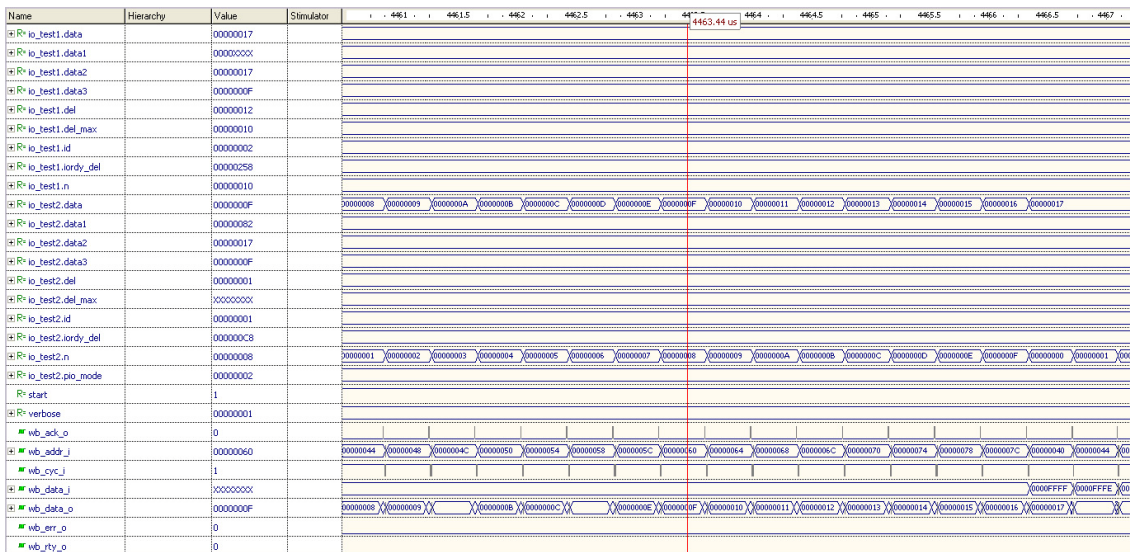 Name Hierarchy Value Stimulator 4461 4461.5 4462 4462.5 4463 4464 4464.5 4465 4465.5 4466 4466.5 4467
4463.44 us
R= io_test1.data 00000017
R= io_test1.data1 0000XXXX
R= io_test1.data2 00000017
R= io_test1.data3 0000000F
R= io_test1.del 00000012
R= io_test1.del_max 00000010
R= io_test1.id 00000002
R= io_test1.iordy_del 00000258
R= io_test1.n 00000010
R= io_test2.data 0000000F 00000008 00000009 0000000A 0000000B 0000000C 0000000D 0000000E 0000000F 00000010 00000011 00000012 00000013 00000014 00000015 00000016 00000017
R= io_test2.data1 00000082
R= io_test2.data2 00000017
R= io_test2.data3 0000000F
R= io_test2.del 00000001
R= io_test2.del_max XXXXXXXX
R= io_test2.id 00000001
R= io_test2.iordy_del 000000C8
R= io_test2.n 00000008 00000001 00000002 00000003 00000004 00000005 00000006 00000007 00000008 00000009 0000000A 0000000B 0000000C 0000000D 0000000E 0000000F 00000000 00000001 00
R= io_test2.pio_mode 00000002
R= start 1
R= verbose 00000001
wb_ack_o 0
wb_addr_i 00000060 00000044 00000048 0000004C 00000050 00000054 00000058 0000005C 00000060 00000064 00000068 0000006C 00000070 00000074 00000078 0000007C 00000040 00000044 00
wb_cyc_i 1
wb_data_i XXXXXXXX 0000FFFF 0000FFFE 00
wb_data_o 0000000F 00000008 00000009 0000000B 0000000C 0000000E 0000000F 00000010 00000011 00000012 00000013 00000014 00000015 00000016 00000017
wb_err_o 0
wb_rty_o 0